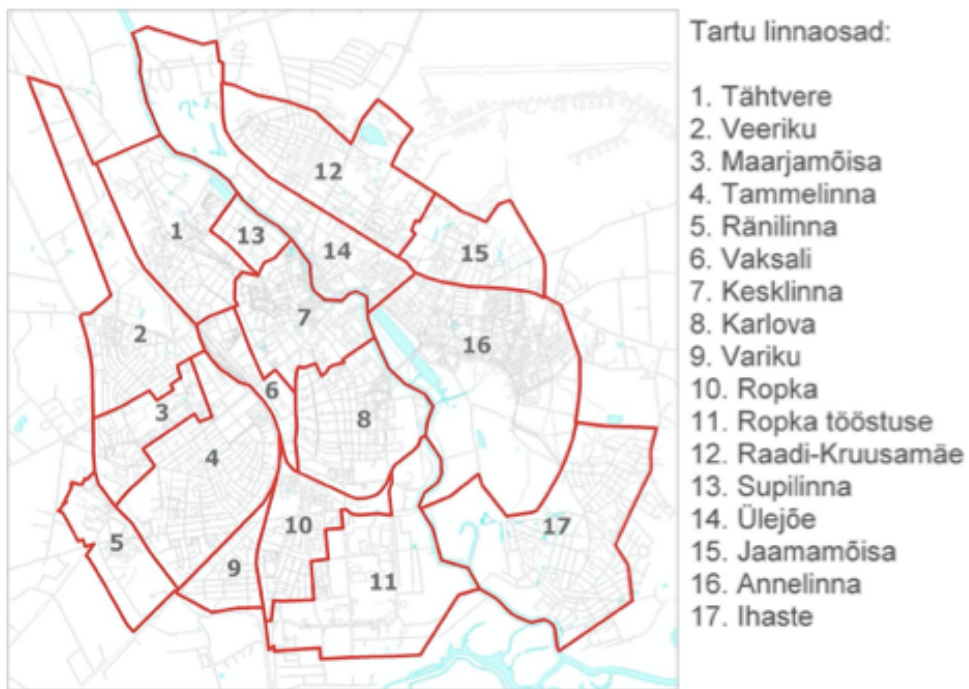 Tartu linnaosad:
1. Tähtvere
2. Veeriku
3. Maarjamõisa
4. Tammelinna
5. Ränilinna
6. Vaksali
7. Kesklinna
8. Karlova
9. Variku
10. Ropka
11. Ropka tööstuse
12. Raadi-Kruusamäe
13. Supilinna
14. Ülejõe
15. Jaamamõisa
16. Annelinna
17. Ihaste
12
1
13
14
15
7
2
16
6
3
8
4
10
17
5
9
11